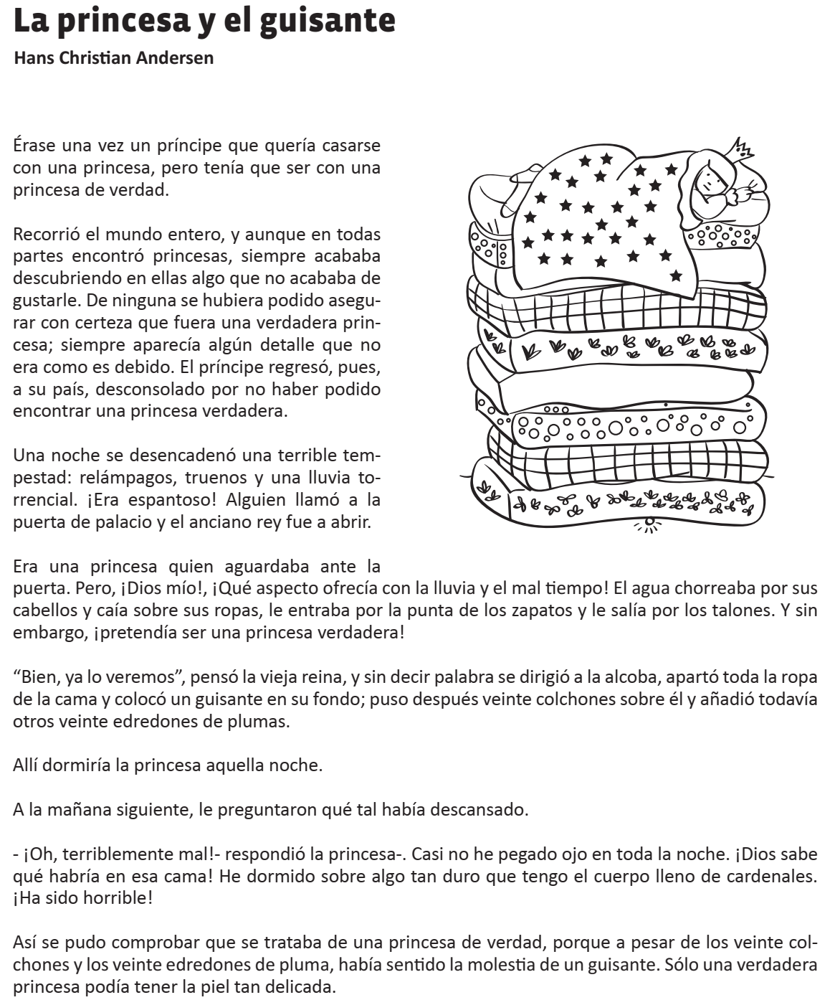 La princesa y el guisante
Hans Christian Andersen
Érase una vez un príncipe que quería casarse
con una princesa, pero tenía que ser con una
princesa de verdad.
Recorrió el mundo entero, y aunque en todas
partes encontró princesas, siempre acababa
descubriendo en ellas algo que no acababa de
gustarle. De ninguna se hubiera podido asegu-
rar con certeza que fuera una verdadera prin-
cesa; siempre aparecía algún detalle que no
era como es debido. El príncipe regresó, pues,
a su país, desconsolado por no haber podido
encontrar una princesa verdadera.
Una noche se desencadenó una terrible tem-
pestad: relámpagos, truenos y una lluvia to-
rrencial. ¡Era espantoso! Alguien llamó a la
puerta de palacio y el anciano rey fue a abrir.
Era una princesa quien aguardaba ante la
puerta. Pero, ¡Dios mío!, ¡Qué aspecto ofrecía con la lluvia y el mal tiempo! El agua chorreaba por sus
cabellos y caía sobre sus ropas, le entraba por la punta de los zapatos y le salía por los talones. Y sin
embargo, ¡pretendía ser una princesa verdadera!
“Bien, ya lo veremos”, pensó la vieja reina, y sin decir palabra se dirigió a la alcoba, apartó toda la ropa
de la cama y colocó un guisante en su fondo; puso después veinte colchones sobre él y añadió todavía
otros veinte edredones de plumas.
Allí dormiría la princesa aquella noche.
A la mañana siguiente, le preguntaron qué tal había descansado.
- ¡Oh, terriblemente mal!- respondió la princesa-. Casi no he pegado ojo en toda la noche. ¡Dios sabe
qué habría en esa cama! He dormido sobre algo tan duro que tengo el cuerpo lleno de cardenales.
¡Ha sido horrible!
Así se pudo comprobar que se trataba de una princesa de verdad, porque a pesar de los veinte col-
chones y los veinte edredones de pluma, había sentido la molestia de un guisante. Sólo una verdadera
princesa podía tener la piel tan delicada.